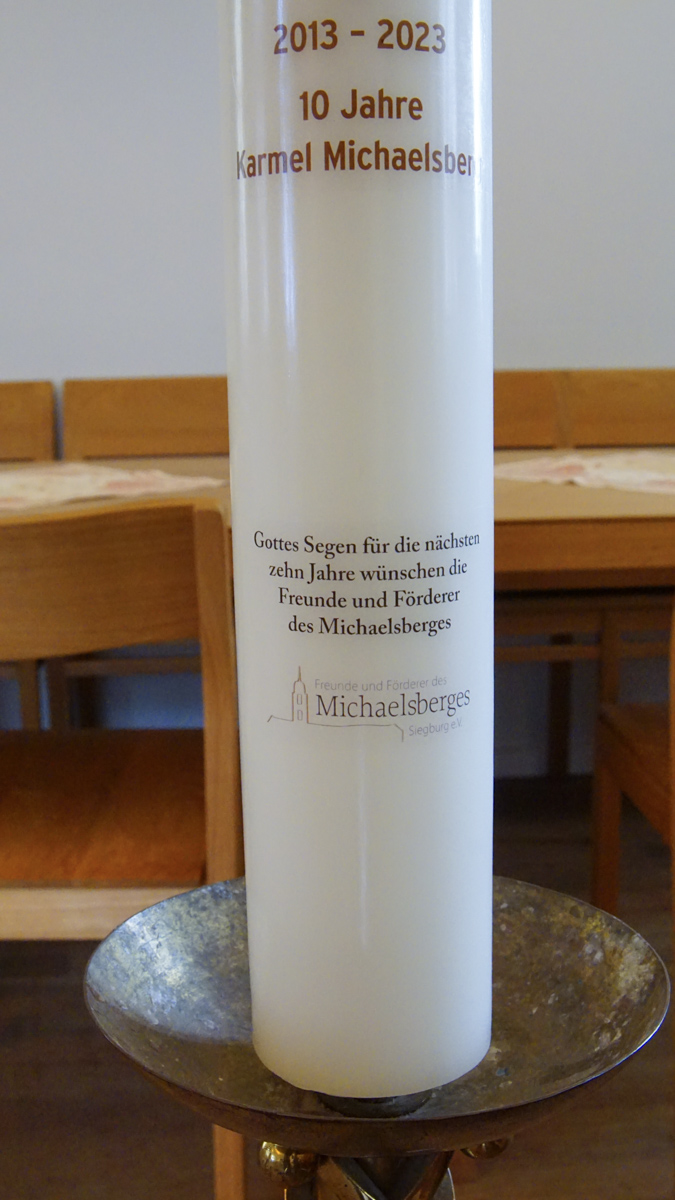 2013 - 2023
10 Jahre
Karmel Michaelsber
Gottes Segen für die nächsten
zehn Jahre wünschen die
Freunde und Förderer
des Michaelsberges
Freunde und Förderer des
Michaelsberges
Siegburg e.V.